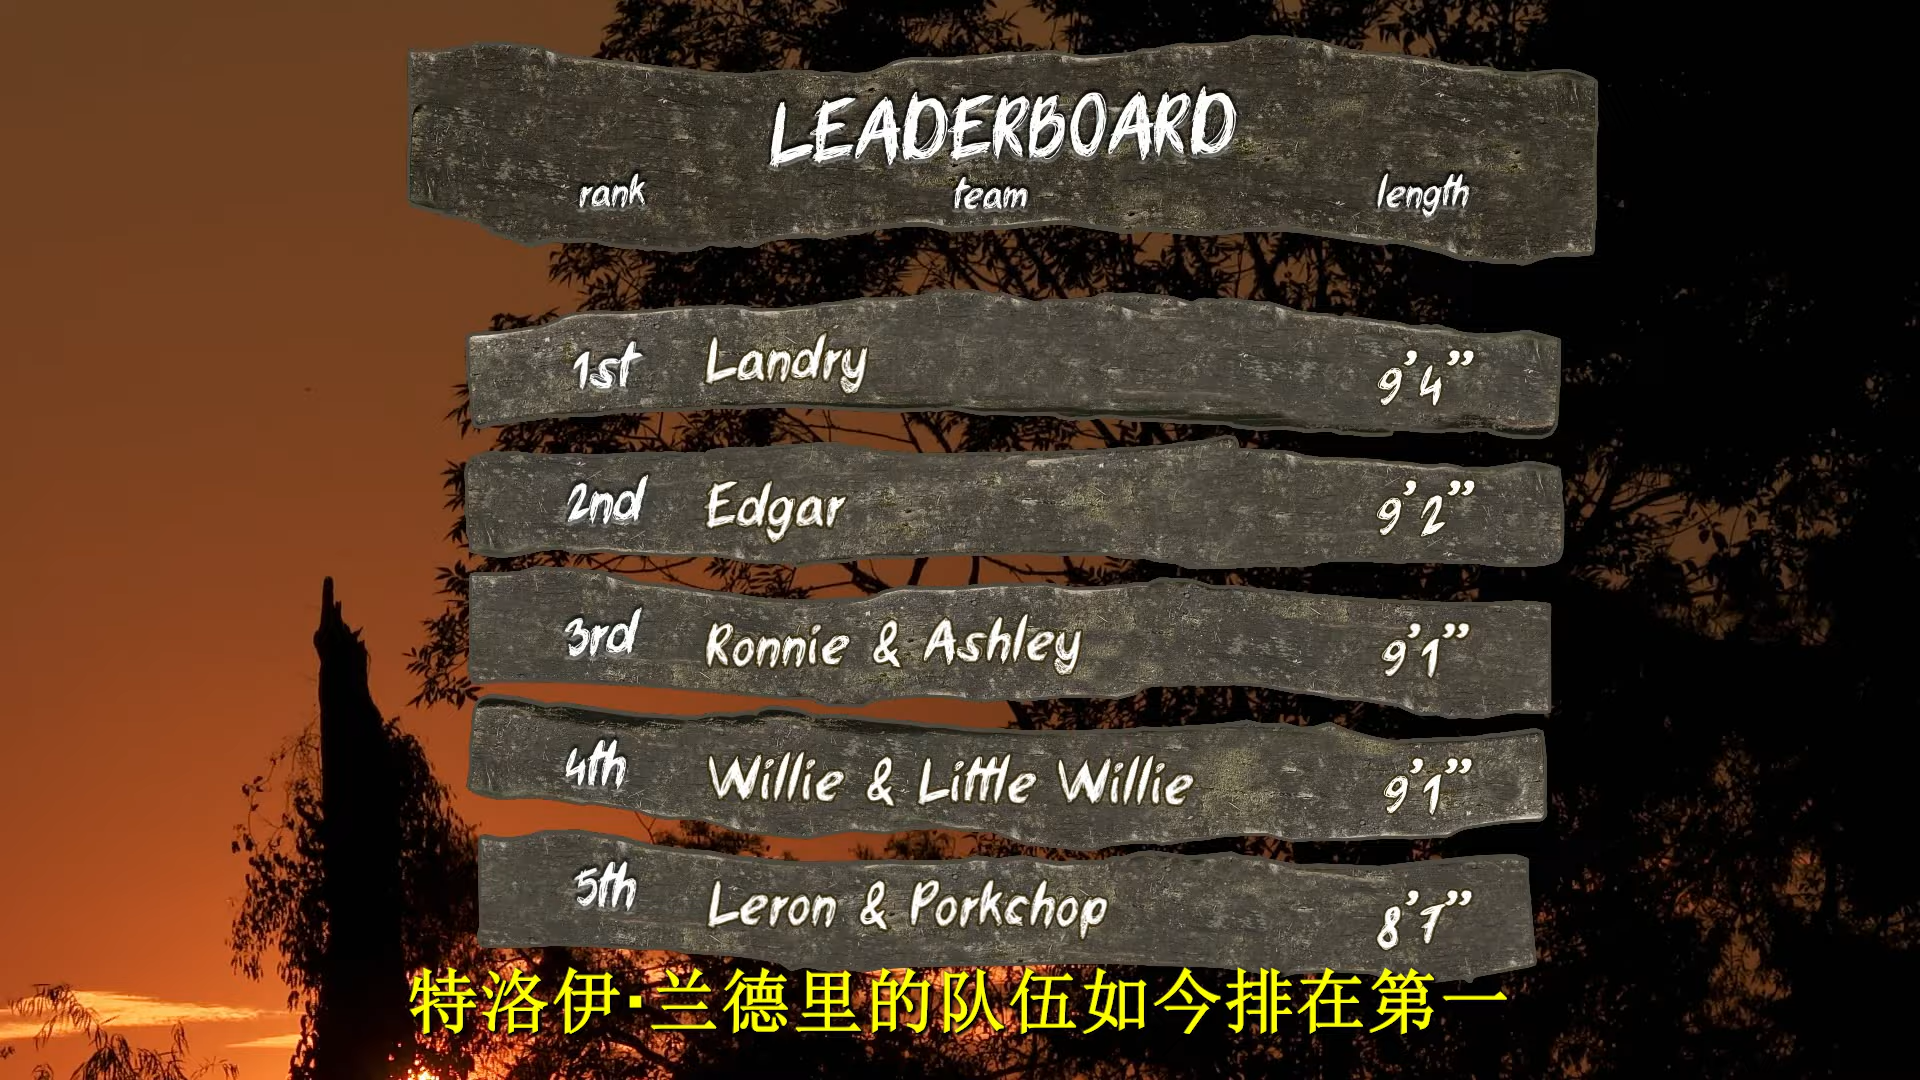 LEADERBOARD
rank team length
1st Landry 9’4”
2nd Edgar 9’2”
3rd Ronnie & Ashley 9’1”
4th Willie & Little Willie 9’1”
5th Leron & Porkchop 8’7”
特洛伊·兰德里的队伍如今排在第一